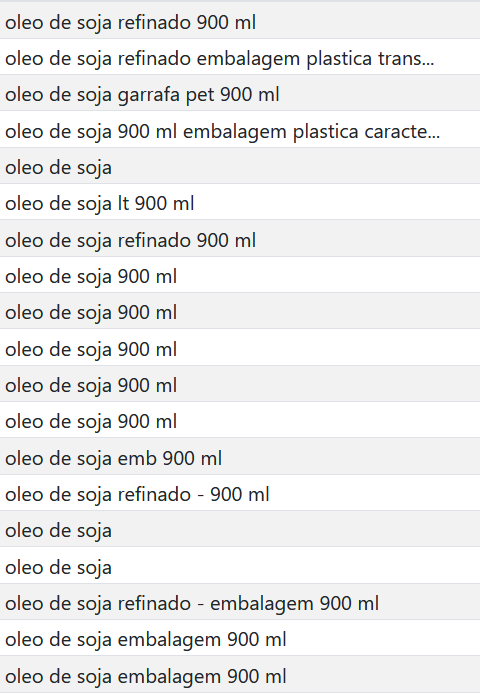 oleo de soja refinado 900 ml
oleo de soja refinado embalagem plastica trans...
oleo de soja garrafa pet 900 ml
oleo de soja 900 ml embalagem plastica caracte...
oleo de soja
oleo de soja lt 900 ml
oleo de soja refinado 900 ml
oleo de soja 900 ml
oleo de soja 900 ml
oleo de soja 900 ml
oleo de soja 900 ml
oleo de soja 900 ml
oleo de soja emb 900 ml
oleo de soja refinado - 900 ml
oleo de soja
oleo de soja
oleo de soja refinado - embalagem 900 ml
oleo de soja embalagem 900 ml
oleo de soja embalagem 900 ml